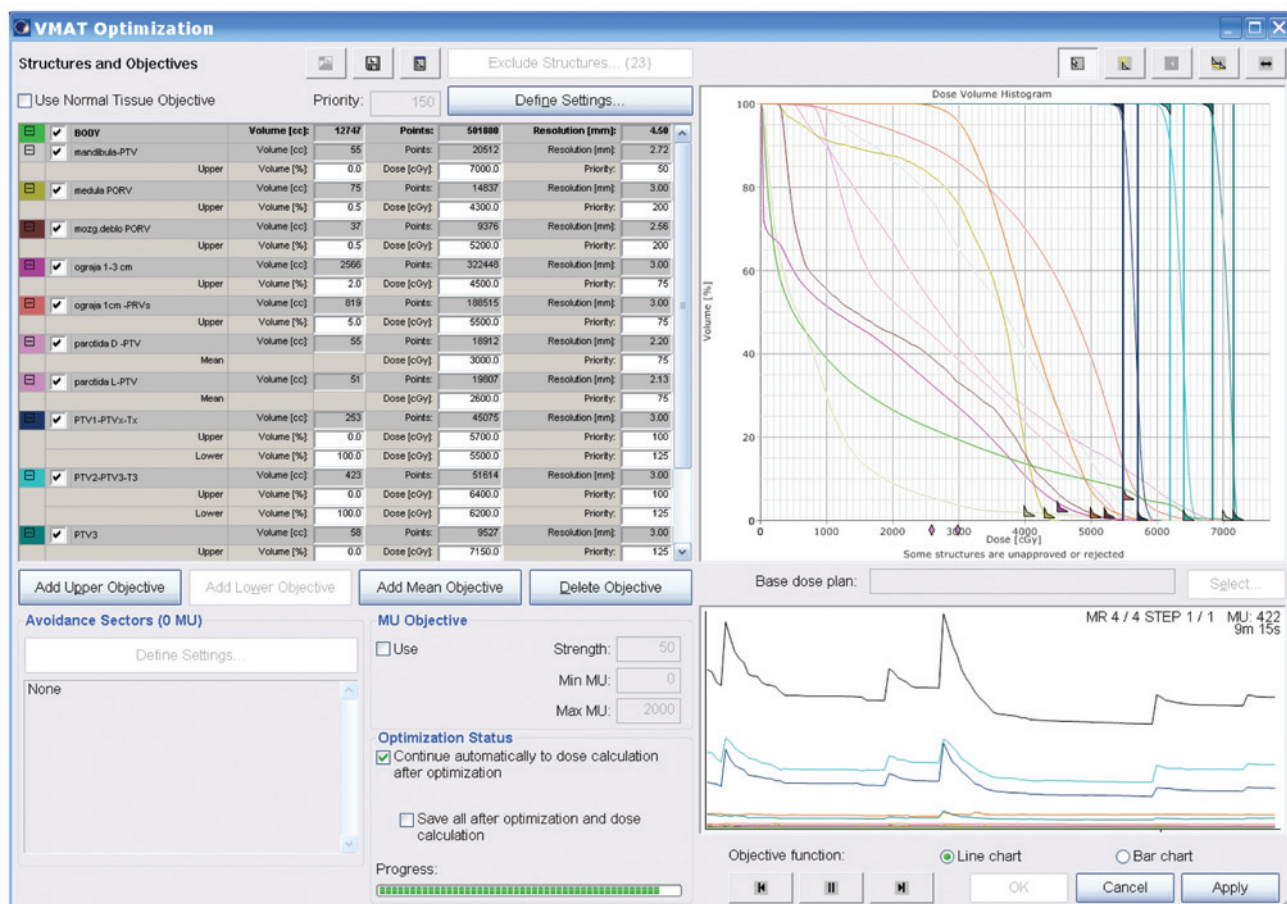 VMAT Optimization
Structures and Objectives
Exclude Structures... (23)
Use Normal Tissue Objective Priority: 150 Define Settings...
BODY Volume [cc]: 12747 Points: 501880 Resolution [mm]: 4.50
mandibula-PTV Volume [cc]: 55 Points: 20512 Resolution [mm]: 2.72
Upper Volume [%]: 0.0 Dose [cGy]: 7000.0 Priority: 50
medula PORV Volume [cc]: 75 Points: 14837 Resolution [mm]: 3.00
Upper Volume [%]: 0.5 Dose [cGy]: 4300.0 Priority: 200
mozg.deblo PORV Volume [cc]: 37 Points: 9376 Resolution [mm]: 2.56
Upper Volume [%]: 0.5 Dose [cGy]: 5200.0 Priority: 200
ograja 1-3 cm Volume [cc]: 2566 Points: 322448 Resolution [mm]: 3.00
Upper Volume [%]: 2.0 Dose [cGy]: 4500.0 Priority: 75
ograja 1cm -PRVs Volume [cc]: 819 Points: 188515 Resolution [mm]: 3.00
Upper Volume [%]: 5.0 Dose [cGy]: 5500.0 Priority: 75
parotida D -PTV Volume [cc]: 55 Points: 18912 Resolution [mm]: 2.20
Mean Dose [cGy]: 3000.0 Priority: 75
parotida L-PTV Volume [cc]: 51 Points: 19807 Resolution [mm]: 2.13
Mean Dose [cGy]: 2600.0 Priority: 75
PTV1-PTVx-Tx Volume [cc]: 253 Points: 45075 Resolution [mm]: 3.00
Upper Volume [%]: 0.0 Dose [cGy]: 5700.0 Priority: 100
Lower Volume [%]: 100.0 Dose [cGy]: 5500.0 Priority: 125
PTV2-PTV3-T3 Volume [cc]: 423 Points: 51614 Resolution [mm]: 3.00
Upper Volume [%]: 0.0 Dose [cGy]: 6400.0 Priority: 100
Lower Volume [%]: 100.0 Dose [cGy]: 6200.0 Priority: 125
PTV3 Volume [cc]: 58 Points: 9527 Resolution [mm]: 3.00
Upper Volume [%]: 0.0 Dose [cGy]: 7150.0 Priority: 125
Add Upper Objective Add Lower Objective Add Mean Objective Delete Objective
Avoidance Sectors (0 MU)
Define Settings...
None
MU Objective
Use Strength: 50
Min MU: 0
Max MU: 2000
Optimization Status
Continue automatically to dose calculation
after optimization
Save all after optimization and dose
calculation
Progress:
Dose Volume Histogram
100
80
60
40
20
0
Volume [%]
0 1000 2000 3000 4000 5000 6000 7000
Dose [cGy]
Some structures are unapproved or rejected
Base dose plan: Select...
MR 4 / 4 STEP 1 / 1 MU: 422
9m 15s
Objective function: Line chart Bar chart
OK Cancel Apply